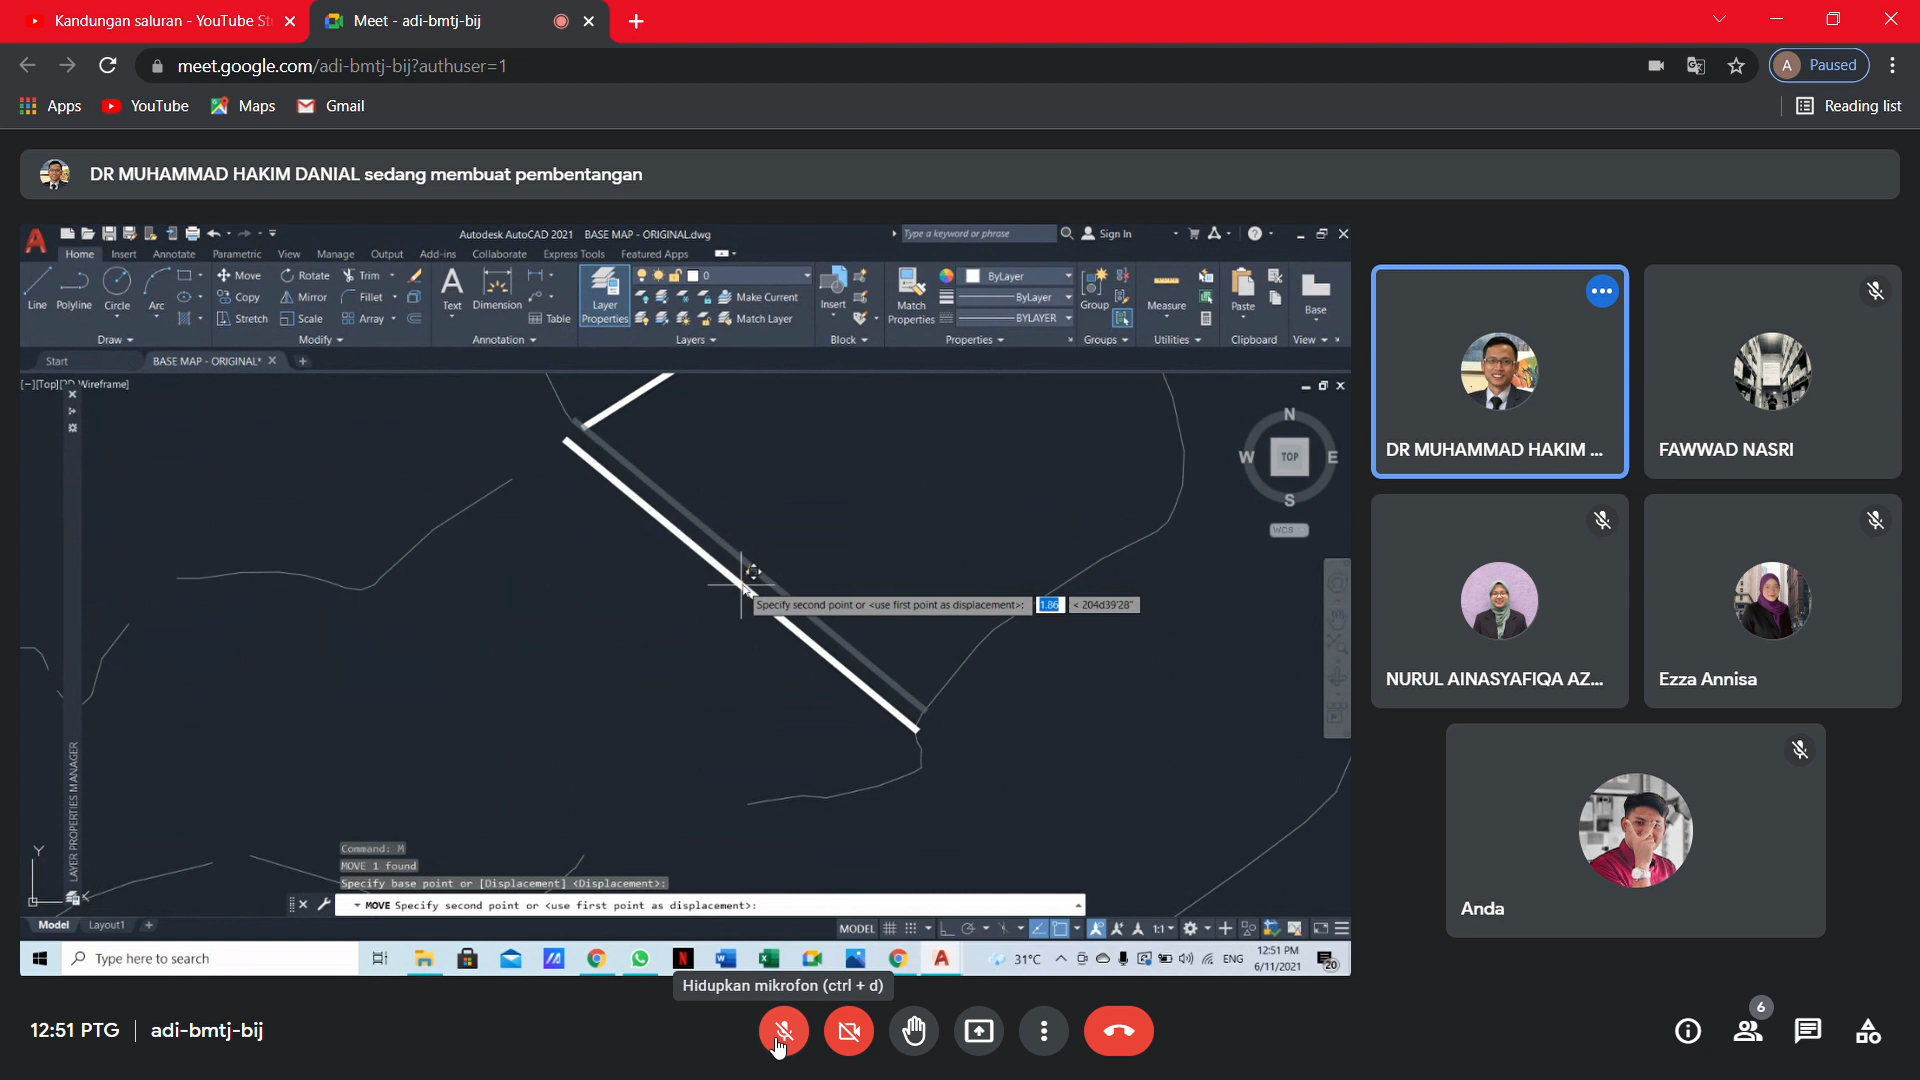 Kandungan saluran - YouTube St
Meet - adi-bmtj-bij
meet.google.com/adi-bmtj-bij?authuser=1
A Paused
Apps YouTube Maps Gmail
Reading list
DR MUHAMMAD HAKIM DANIAL sedang membuat pembentangan
Autodesk AutoCAD 2021 BASE MAP - ORIGINAL.dwg
Type a keyword or phrase
Sign In
Home Insert Annotate Parametric View Manage Output Add-ins Collaborate Express Tools Featured Apps
Move Rotate Trim
Copy Mirror Fillet
Stretch Scale Array
Line Polyline Circle Arc
Text Dimension
Table
Layer Properties
0
Make Current
Match Layer
Insert
Match Properties
ByLayer
ByLayer
BYLAYER
Group
Measure
Paste
Base
Draw Modify Annotation Layers Block Properties Groups Utilities Clipboard View
Start BASE MAP - ORIGINAL*
[-][Top][2D Wireframe]
N
W TOP E
S
WCS
Specify second point or <use first point as displacement>: 1.86 < 204d39'28"
LAYER PROPERTIES MANAGER
Y
Command: M
MOVE 1 found
Specify base point or [Displacement] <Displacement>:
MOVE Specify second point or <use first point as displacement>:
Model Layout1
MODEL
1:1
Type here to search
31°C
ENG
12:51 PM
6/11/2021
20
DR MUHAMMAD HAKIM ...
FAWWAD NASRI
NURUL AINASYAFIQA AZ...
Ezza Annisa
Anda
Hidupkan mikrofon (ctrl + d)
12:51 PTG adi-bmtj-bij
6